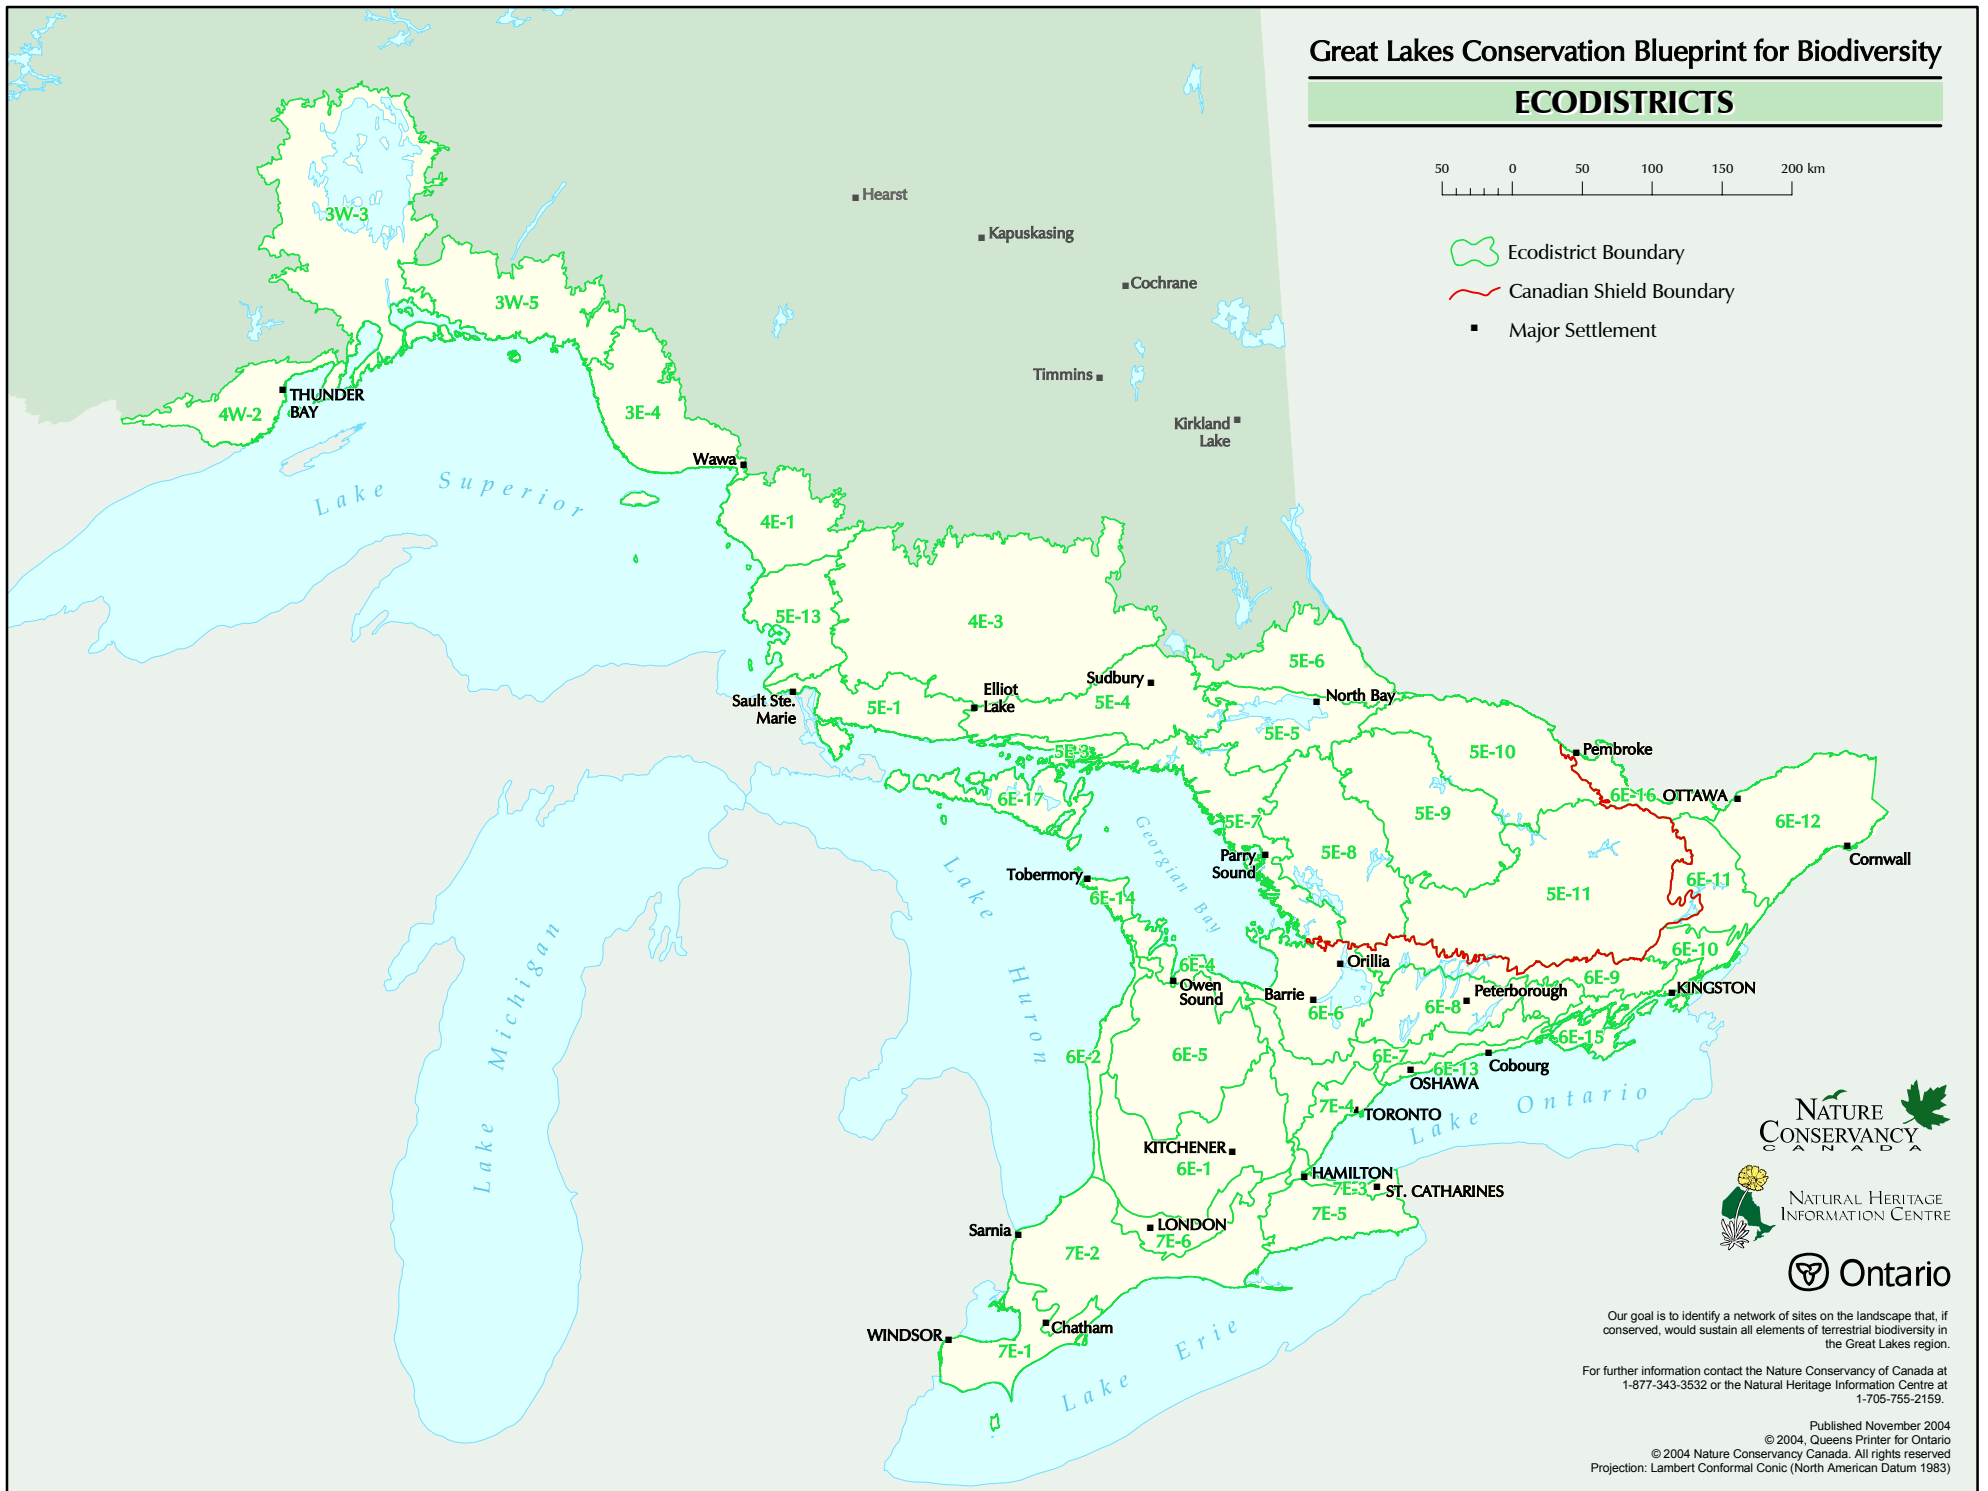 Great Lakes Conservation Blueprint for Biodiversity
ECODISTRICTS
50 0 50 100 150 200 km
Ecodistrict Boundary
Canadian Shield Boundary
Major Settlement
Hearst
Kapuskasing
Cochrane
Timmins
Kirkland
Lake
3W-3
3W-5
THUNDER
BAY
4W-2
3E-4
Wawa
Lake Superior
4E-1
5E-13
4E-3
5E-6
Sault Ste.
Marie
5E-1
Elliot
Lake
Sudbury
5E-4
North Bay
5E-5
5E-3
5E-10
Pembroke
6E-17
6E-16
OTTAWA
6E-12
Cornwall
5E-7
5E-9
5E-8
Parry
Sound
Georgian Bay
Tobermory
6E-14
5E-11
6E-11
Lake Huron
Lake Michigan
6E-4
Owen
Sound
Orillia
6E-10
6E-9
Barrie
6E-6
6E-8
Peterborough
KINGSTON
6E-15
6E-2
6E-5
6E-7
6E-13
Cobourg
OSHAWA
7E-4
TORONTO
Lake Ontario
KITCHENER
6E-1
HAMILTON
7E-3
ST. CATHARINES
7E-5
Sarnia
LONDON
7E-6
7E-2
WINDSOR
Chatham
7E-1
Lake Erie
NATURE
CONSERVANCY
CANADA
NATURAL HERITAGE
INFORMATION CENTRE
Ontario
Our goal is to identify a network of sites on the landscape that, if
conserved, would sustain all elements of terrestrial biodiversity in
the Great Lakes region.
For further information contact the Nature Conservancy of Canada at
1-877-343-3532 or the Natural Heritage Information Centre at
1-705-755-2159.
Published November 2004
© 2004, Queens Printer for Ontario
© 2004 Nature Conservancy Canada. All rights reserved
Projection: Lambert Conformal Conic (North American Datum 1983)